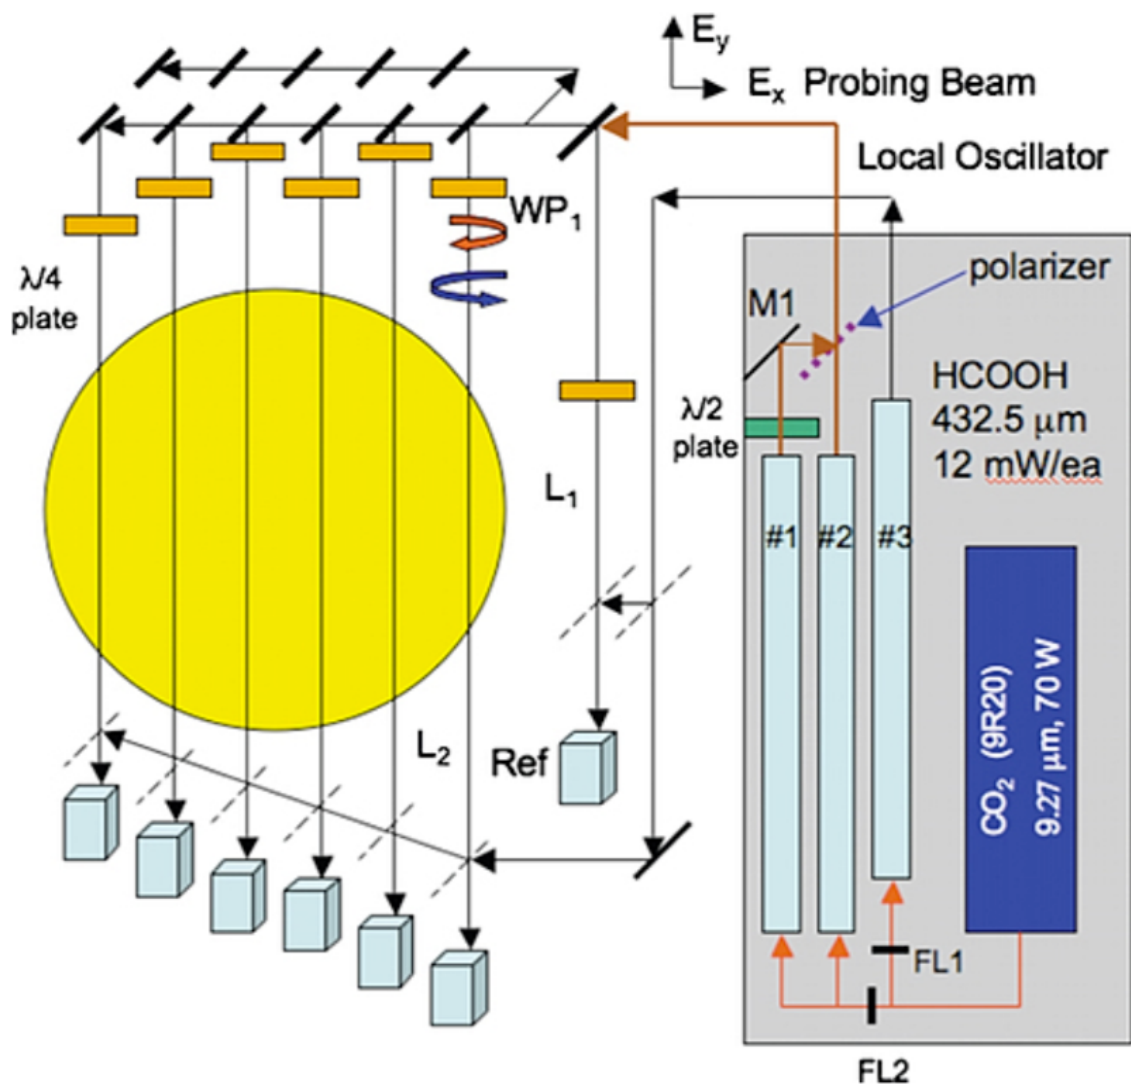 E_y
E_x Probing Beam
Local Oscillator
WP_1
λ/4
plate
polarizer
M1
λ/2
plate
HCOOH
432.5 μm
12 mW/ea
L_1
#1
#2
#3
L_2
Ref
CO_2 (9R20)
9.27 μm, 70 W
FL1
FL2